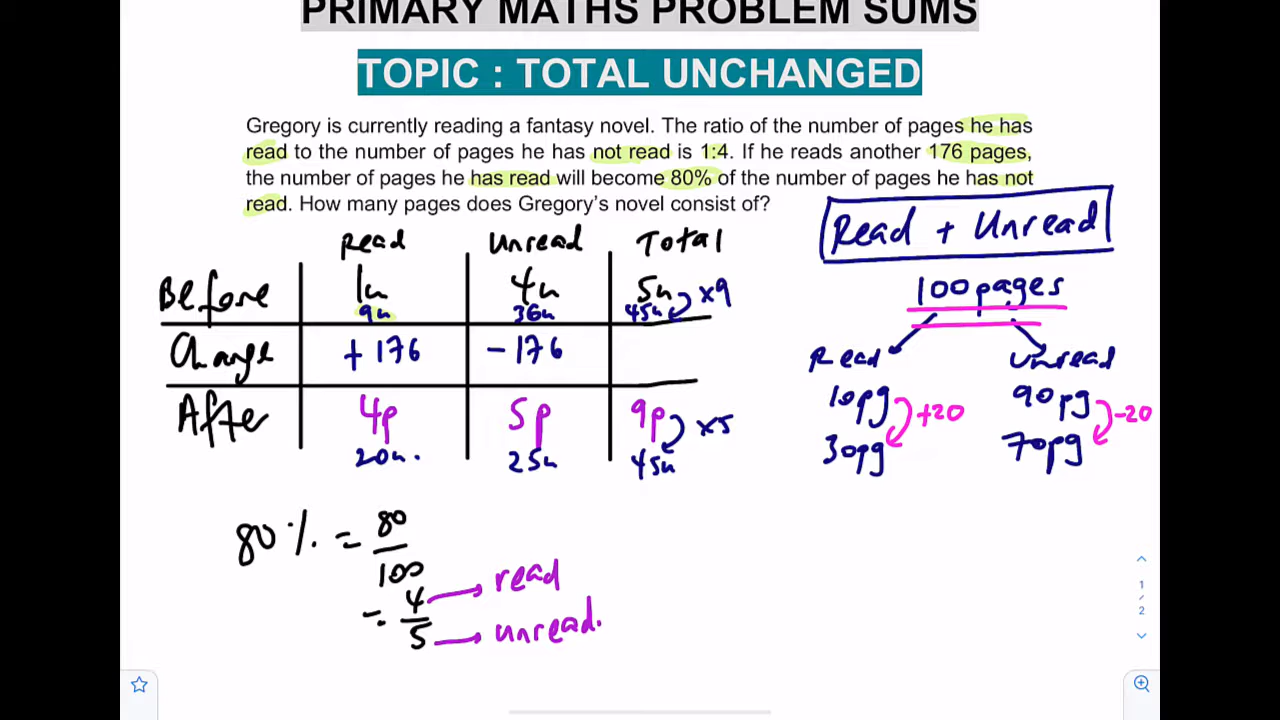 PRIMARY MATHS PROBLEM SUMS
TOPIC : TOTAL UNCHANGED
Gregory is currently reading a fantasy novel. The ratio of the number of pages he has
read to the number of pages he has not read is 1:4. If he reads another 176 pages,
the number of pages he has read will become 80% of the number of pages he has not
read. How many pages does Gregory's novel consist of?
Read + Unread
Read Unread Total
Before 1u 4u 5u x9
9u 36u 45u
Change +176 -176
After 4p 5p 9p x5
20u. 25u 45u
100pages
Read Unread
10pg +20 90pg -20
30pg 70pg
80% = 80
100
= 4 read
5 unread.
1
/
2